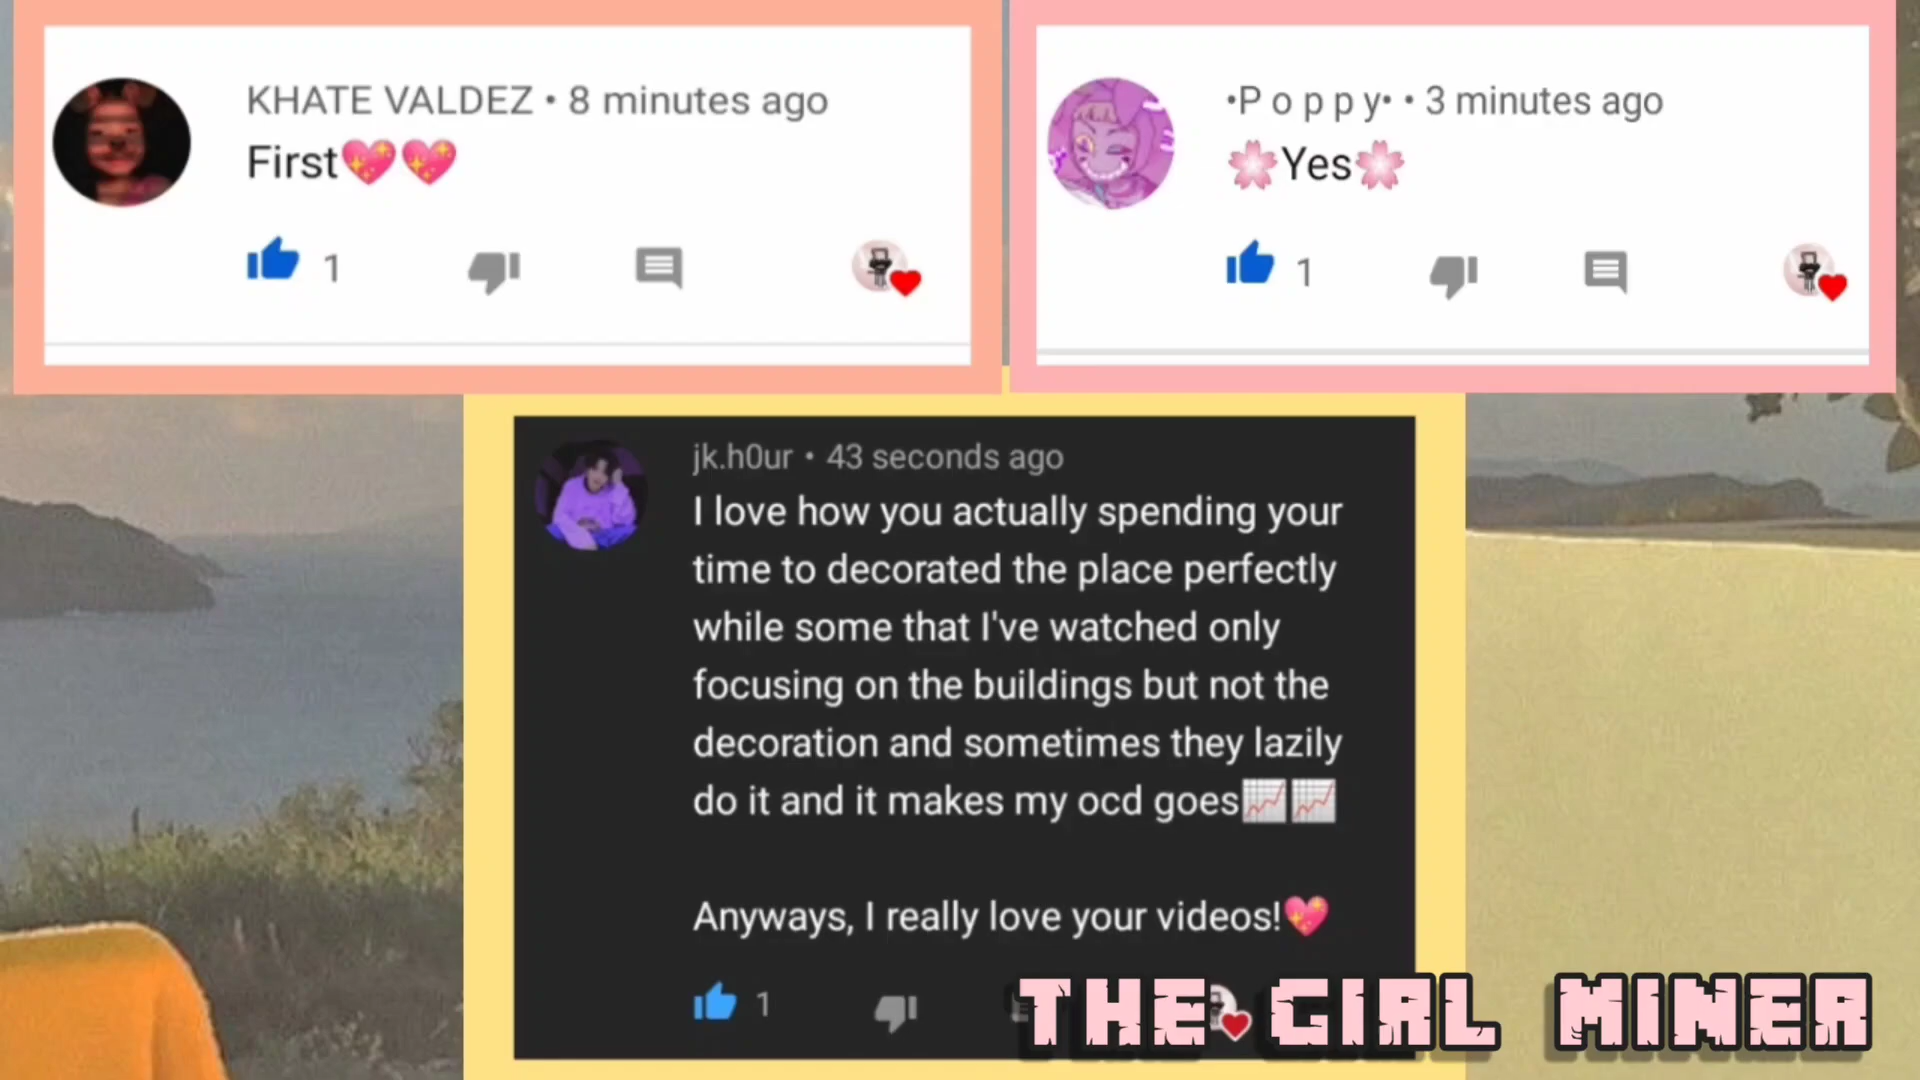 KHATE VALDEZ • 8 minutes ago
First💖💖
1
•P o p p y• • 3 minutes ago
🌸Yes🌸
1
jk.h0ur • 43 seconds ago
I love how you actually spending your
time to decorated the place perfectly
while some that I've watched only
focusing on the buildings but not the
decoration and sometimes they lazily
do it and it makes my ocd goes📈📈
Anyways, I really love your videos!💖
1
THE GIRL MINER